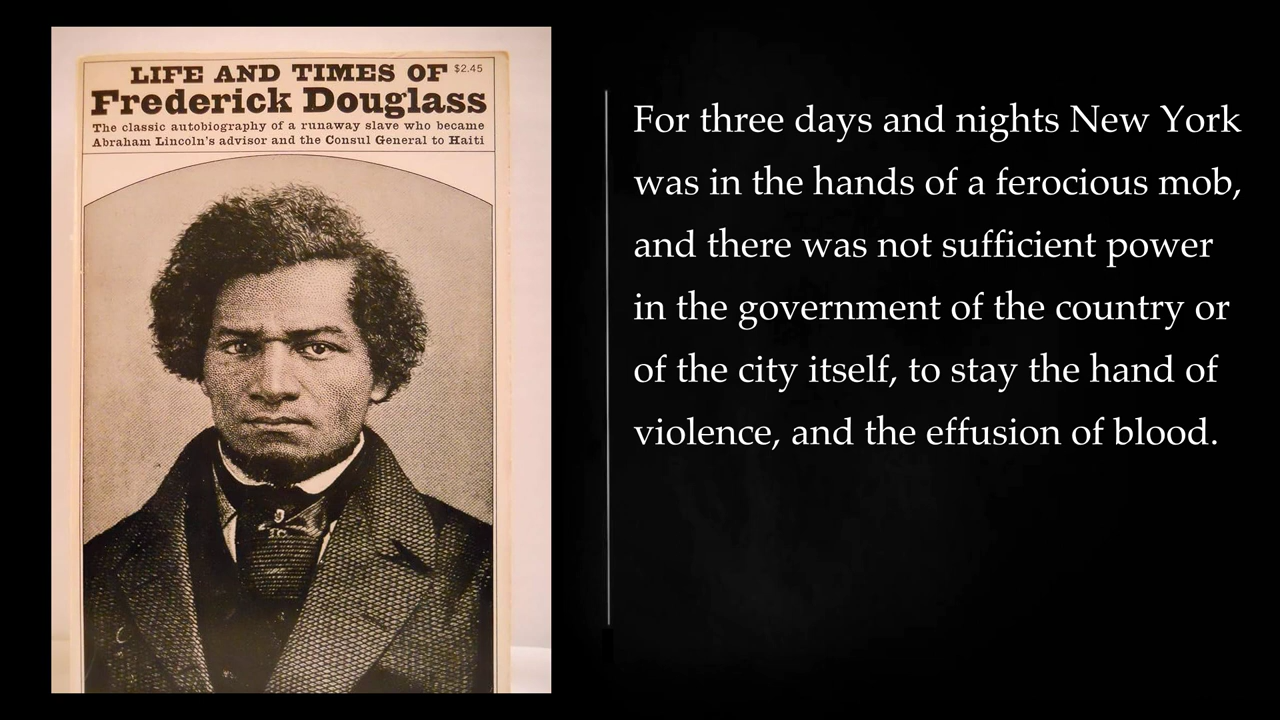 LIFE AND TIMES OF $2.45
Frederick Douglass
The classic autobiography of a runaway slave who became
Abraham Lincoln's advisor and the Consul General to Haiti
For three days and nights New York
was in the hands of a ferocious mob,
and there was not sufficient power
in the government of the country or
of the city itself, to stay the hand of
violence, and the effusion of blood.